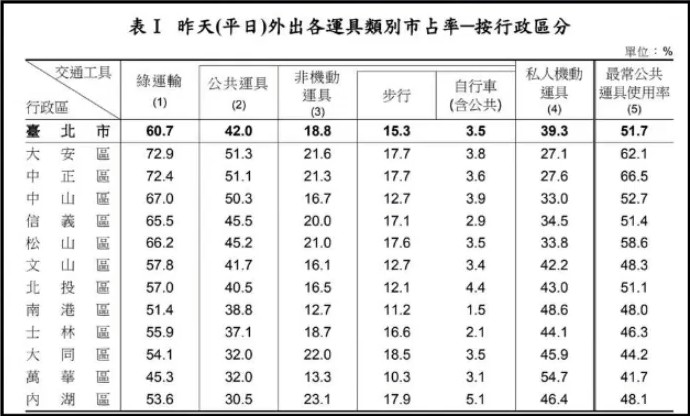 表Ⅰ 昨天(平日)外出各運具類別市占率─按行政區分
單位：%
交通工具 行政區 綠運輸 (1) 公共運具 (2) 非機動運具 (3) 步行 自行車 (含公共) 私人機動運具 (4) 最常公共運具使用率 (5)
臺北市 60.7 42.0 18.8 15.3 3.5 39.3 51.7
大安區 72.9 51.3 21.6 17.7 3.8 27.1 62.1
中正區 72.4 51.1 21.3 17.7 3.6 27.6 66.5
中山區 67.0 50.3 16.7 12.7 3.9 33.0 52.7
信義區 65.5 45.5 20.0 17.1 2.9 34.5 51.4
松山區 66.2 45.2 21.0 17.6 3.5 33.8 58.6
文山區 57.8 41.7 16.1 12.7 3.4 42.2 48.3
北投區 57.0 40.5 16.5 12.1 4.4 43.0 51.1
南港區 51.4 38.8 12.7 11.2 1.5 48.6 48.0
士林區 55.9 37.1 18.7 16.6 2.1 44.1 46.3
大同區 54.1 32.0 22.0 18.5 3.5 45.9 44.2
萬華區 45.3 32.0 13.3 10.3 3.1 54.7 41.7
內湖區 53.6 30.5 23.1 17.9 5.1 46.4 48.1